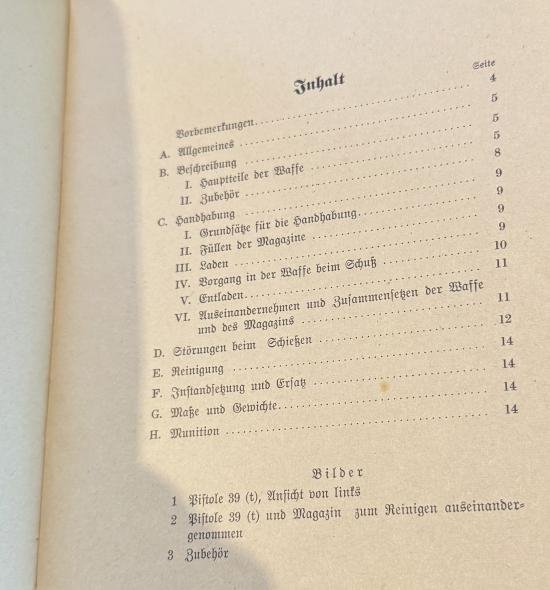 Inhalt
Seite
Vorbemerkungen ........ 4
A. Allgemeines ........ 5
B. Beschreibung ........ 5
I. Hauptteile der Waffe ........ 5
II. Zubehör ........ 8
C. Handhabung ........ 9
I. Grundsätze für die Handhabung ........ 9
II. Füllen der Magazine ........ 9
III. Laden ........ 9
IV. Vorgang in der Waffe beim Schuß ........ 10
V. Entladen ........ 11
VI. Auseinandernehmen und Zusammensetzen der Waffe
und des Magazins ........ 11
D. Störungen beim Schießen ........ 12
E. Reinigung ........ 14
F. Instandsetzung und Ersatz ........ 14
G. Maße und Gewichte ........ 14
H. Munition ........ 14
Bilder
1 Pistole 39 (t), Ansicht von links
2 Pistole 39 (t) und Magazin zum Reinigen auseinander-
genommen
3 Zubehör